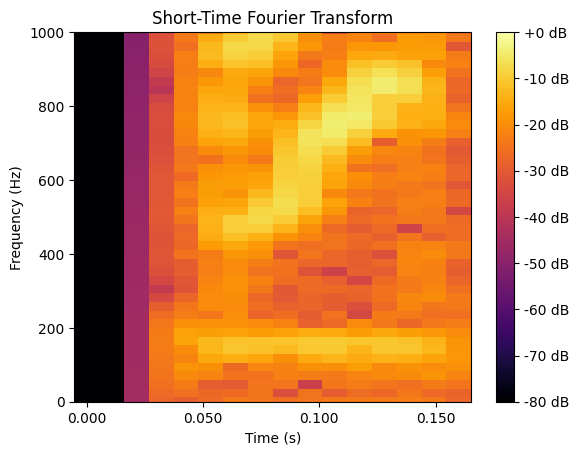 Short-Time Fourier Transform
1000
800
600
400
200
0
Frequency (Hz)
0.000
0.050
0.100
0.150
Time (s)
+0 dB
-10 dB
-20 dB
-30 dB
-40 dB
-50 dB
-60 dB
-70 dB
-80 dB